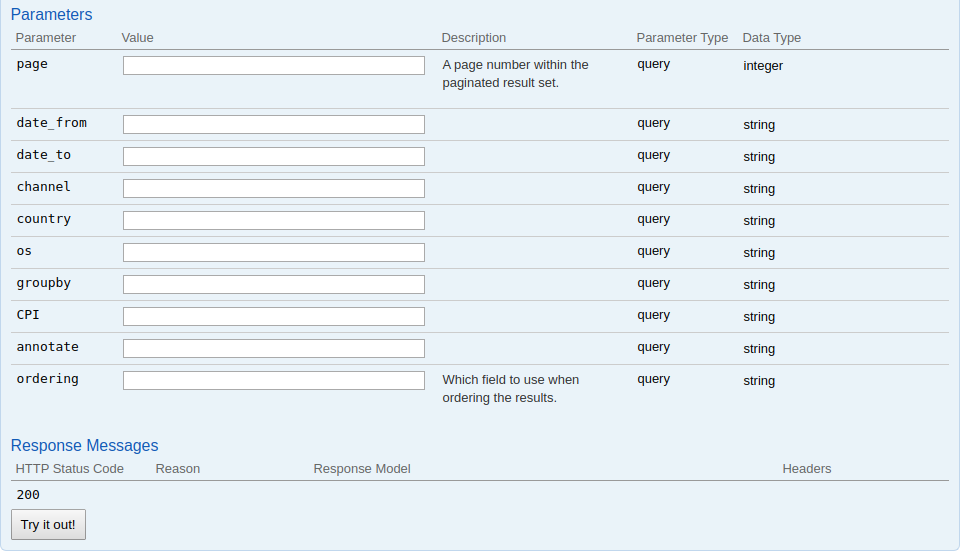 Parameters
Parameter Value Description Parameter Type Data Type
page A page number within the paginated result set. query integer
date_from query string
date_to query string
channel query string
country query string
os query string
groupby query string
CPI query string
annotate query string
ordering Which field to use when ordering the results. query string
Response Messages
HTTP Status Code Reason Response Model Headers
200
Try it out!